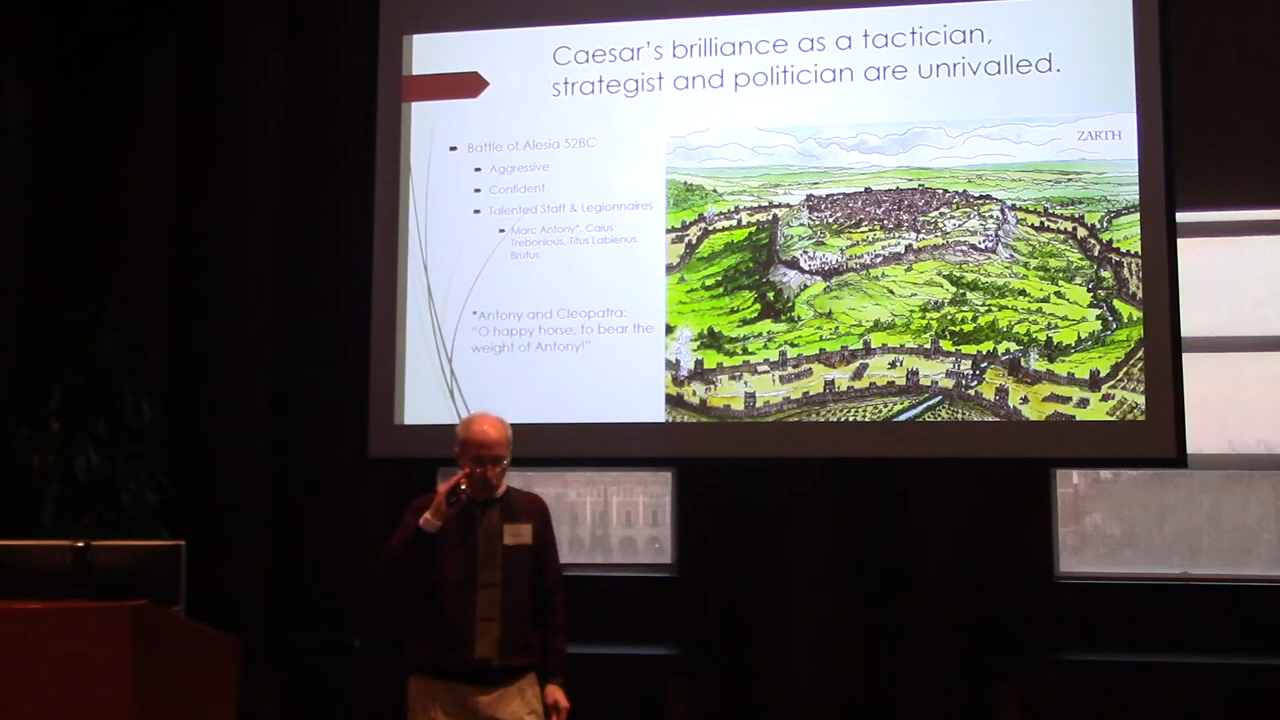 Caesar's brilliance as a tactician,
strategist and politician are unrivalled.
Battle of Alesia 52BC
Aggressive
Confident
Talented Staff & Legionnaires
Marc Antony*, Caius
Trebonious, Titus Labienus,
Brutus
*Antony and Cleopatra:
"O happy horse, to bear the
weight of Antony!"
ZARTH